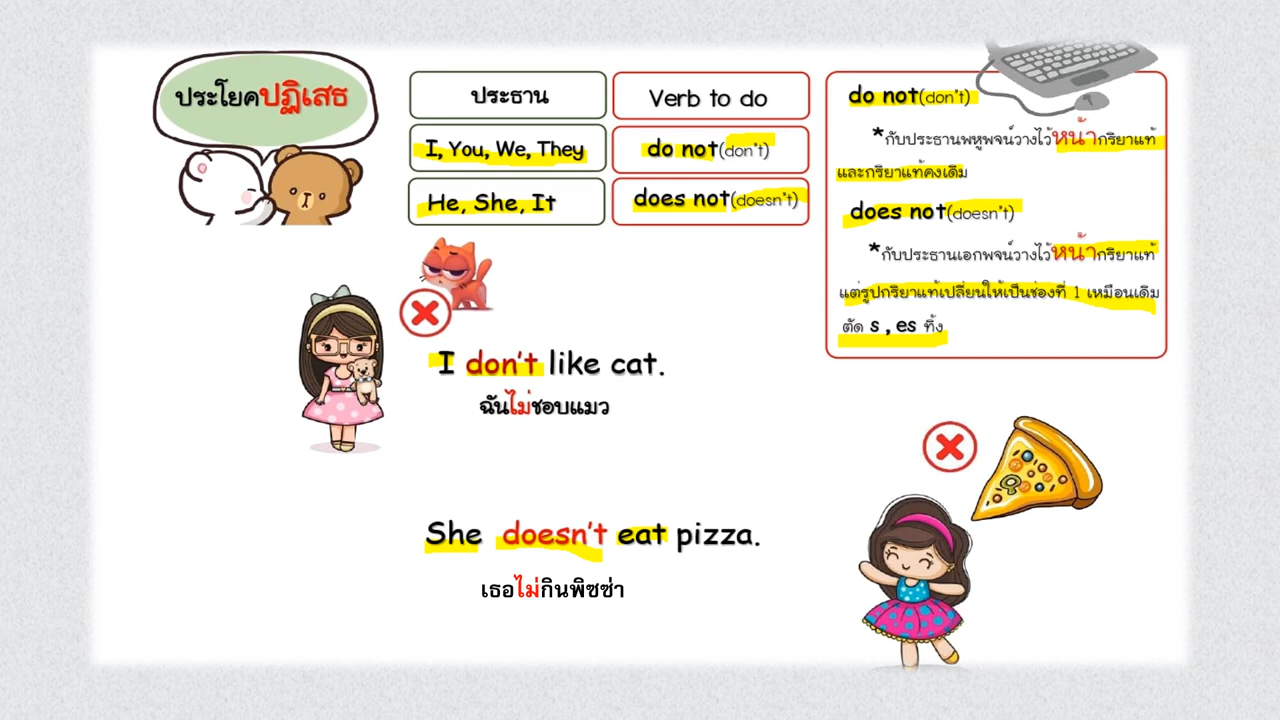 ประโยคปฏิเสธ
ประธาน
Verb to do
I, You, We, They
do not(don't)
He, She, It
does not(doesn't)
do not(don't)
*กับประธานพหูพจน์วางไว้หน้ากริยาแท้
และกริยาแท้คงเดิม
does not(doesn't)
*กับประธานเอกพจน์วางไว้หน้ากริยาแท้
แต่รูปกริยาแท้เปลี่ยนให้เป็นช่องที่ 1 เหมือนเดิม
ตัด s , es ทิ้ง
I don't like cat.
ฉันไม่ชอบแมว
She doesn't eat pizza.
เธอไม่กินพิซซ่า